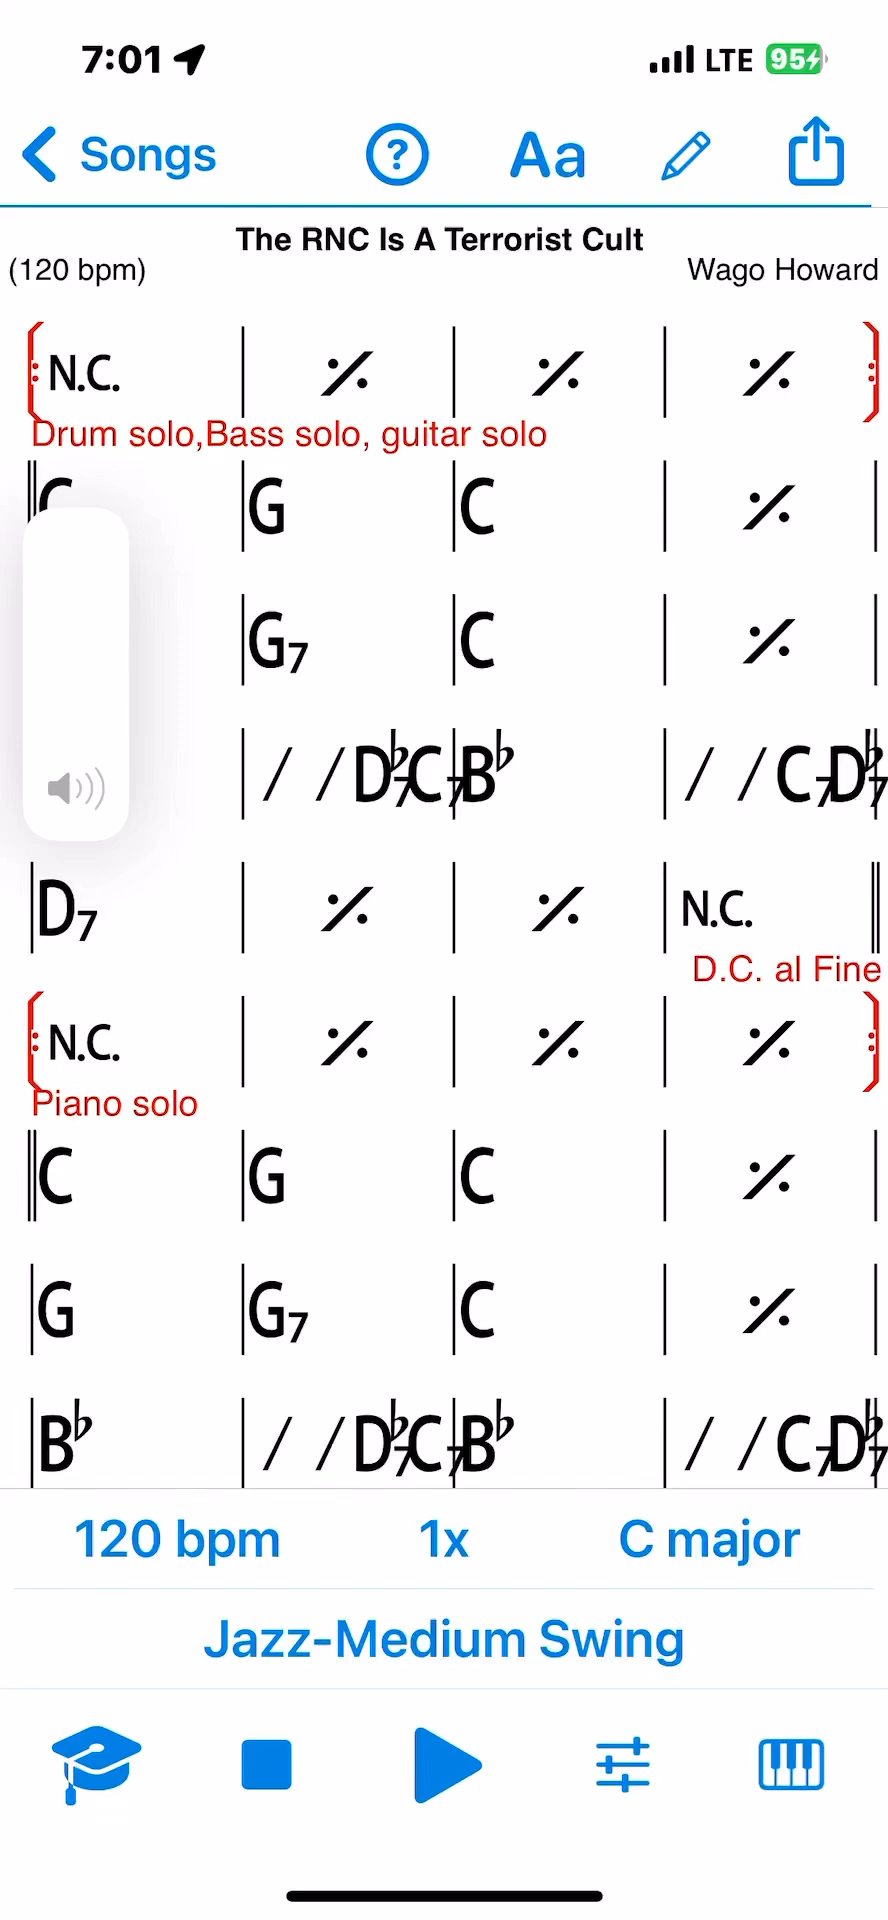 7:01 LTE 95
Songs ? Aa
The RNC Is A Terrorist Cult
(120 bpm) Wago Howard
N.C. 𝄎 𝄎 𝄎
Drum solo,Bass solo, guitar solo
C G C 𝄎
G7 C 𝄎
/ / D♭7 C7 B♭ / / C7 D♭7
D7 𝄎 𝄎 N.C.
D.C. al Fine
N.C. 𝄎 𝄎 𝄎
Piano solo
C G C 𝄎
G G7 C 𝄎
B♭ / / D♭7 C7 B♭ / / C7 D♭7
120 bpm 1x C major
Jazz-Medium Swing